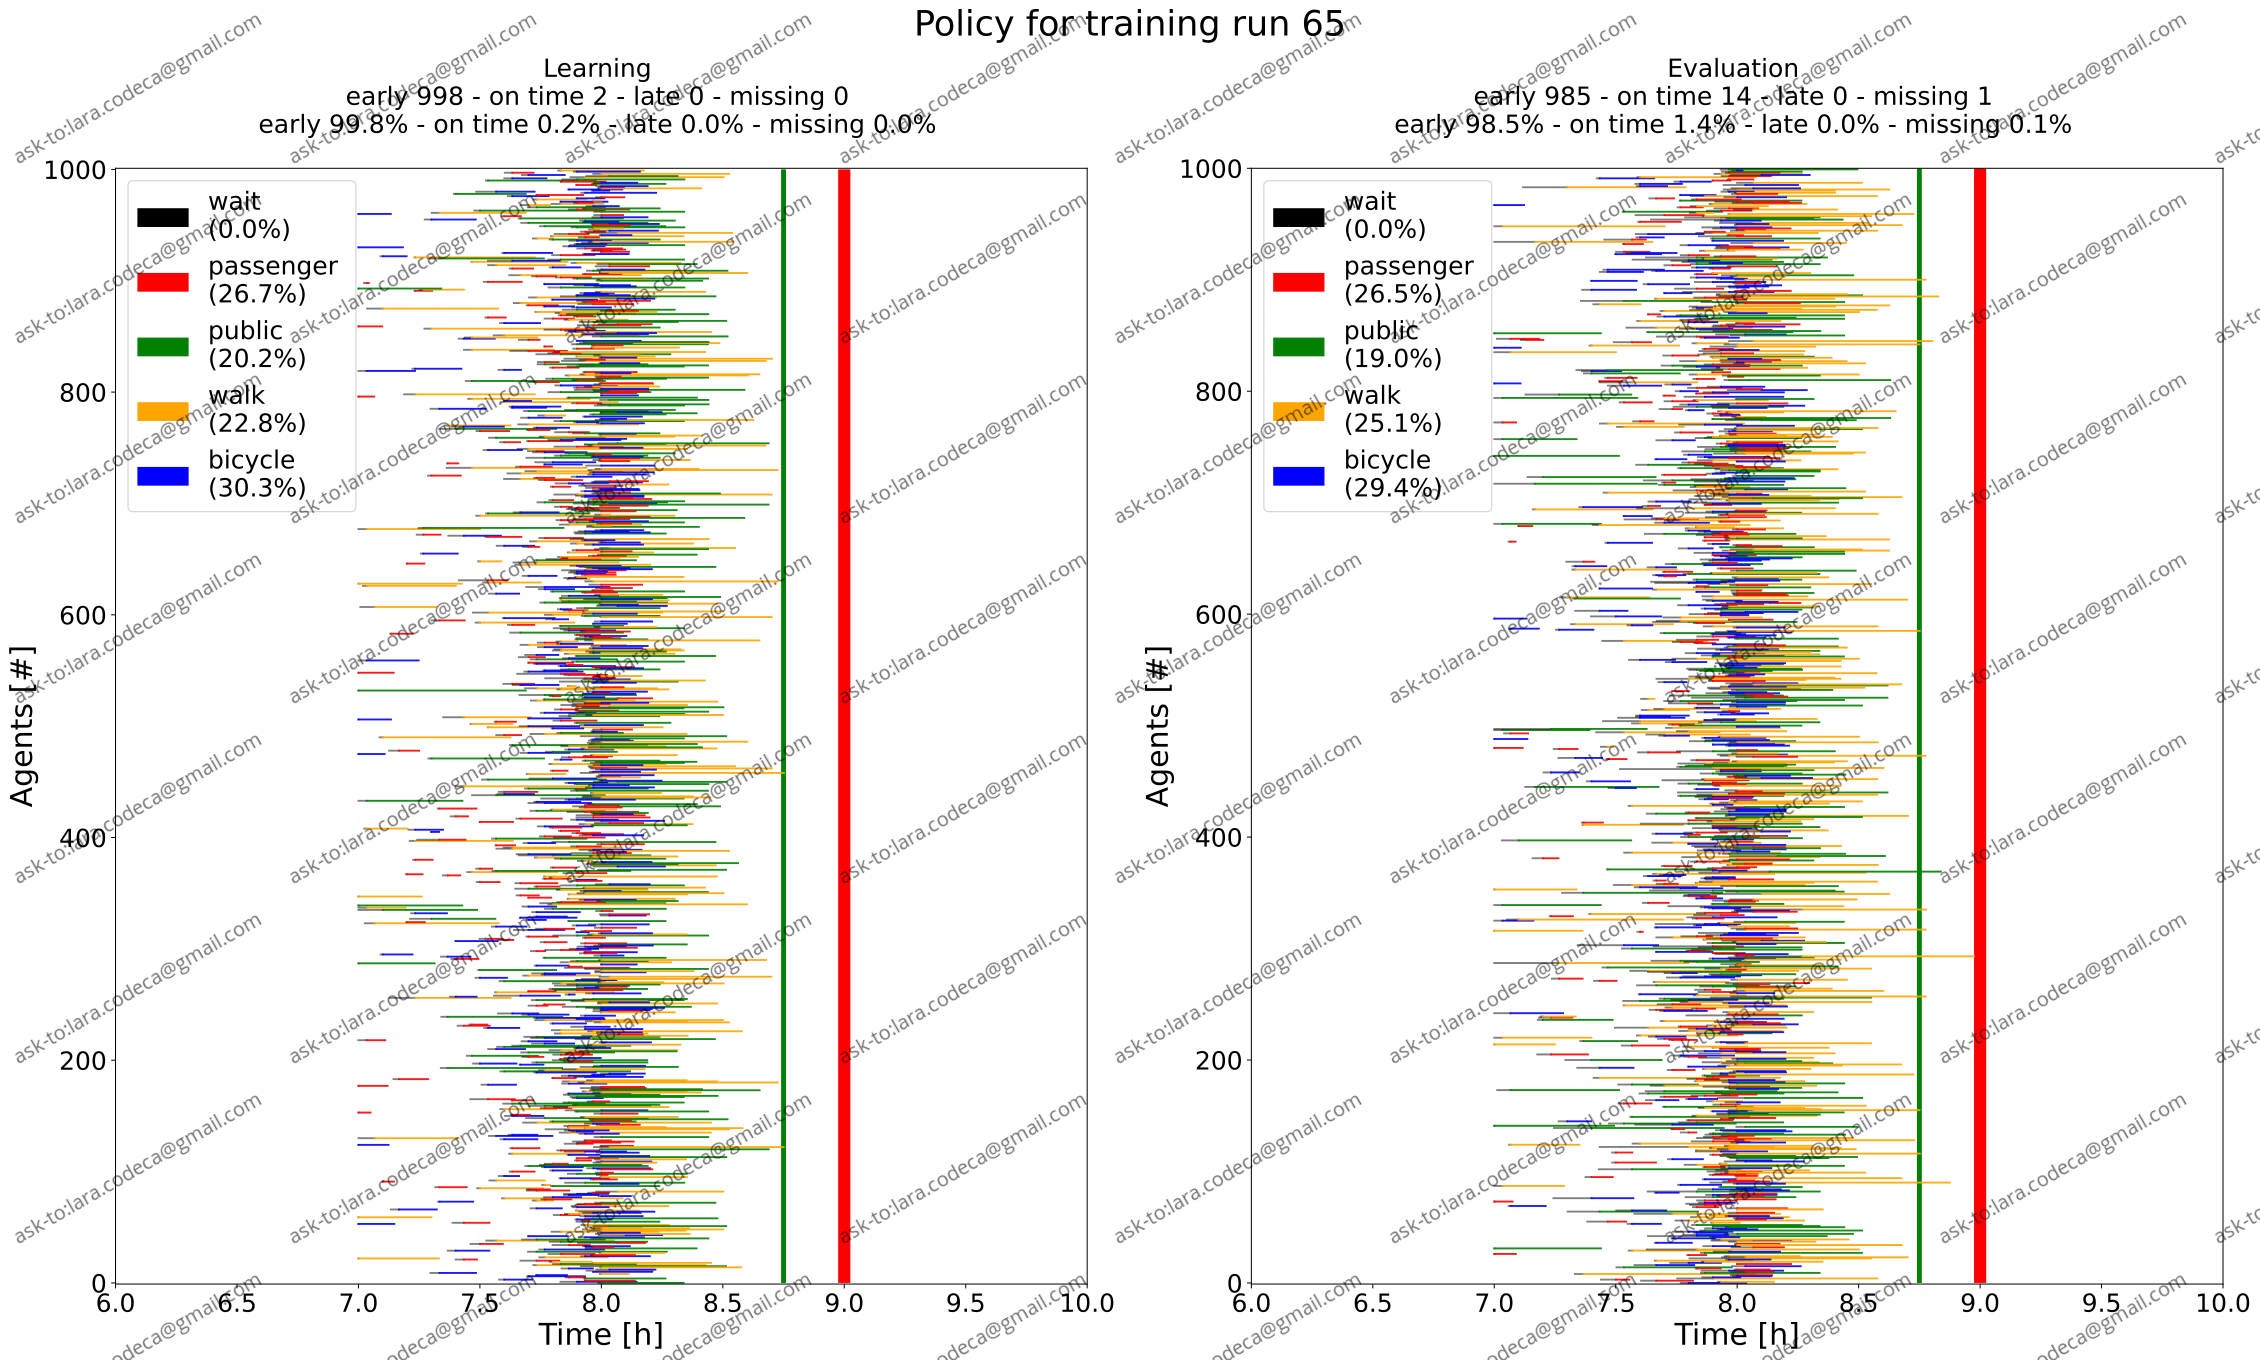 Policy for training run 65
Learning
early 998 - on time 2 - late 0 - missing 0
early 99.8% - on time 0.2% - late 0.0% - missing 0.0%
Agents [#]
1000
800
600
400
200
0
wait
(0.0%)
passenger
(26.7%)
public
(20.2%)
walk
(22.8%)
bicycle
(30.3%)
6.0 6.5 7.0 7.5 8.0 8.5 9.0 9.5 10.0
Time [h]
Evaluation
early 985 - on time 14 - late 0 - missing 1
early 98.5% - on time 1.4% - late 0.0% - missing 0.1%
Agents [#]
1000
800
600
400
200
0
wait
(0.0%)
passenger
(26.5%)
public
(19.0%)
walk
(25.1%)
bicycle
(29.4%)
6.0 6.5 7.0 7.5 8.0 8.5 9.0 9.5 10.0
Time [h]
ask-to:lara.codeca@gmail.com